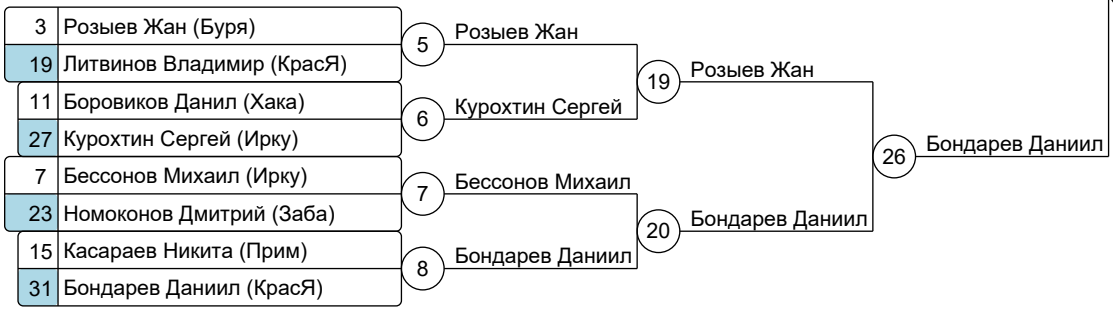 3 Розыев Жан (Буря)
19 Литвинов Владимир (КрасЯ)
11 Боровиков Данил (Хака)
27 Курохтин Сергей (Ирку)
7 Бессонов Михаил (Ирку)
23 Номоконов Дмитрий (Заба)
15 Касараев Никита (Прим)
31 Бондарев Даниил (КрасЯ)
5 Розыев Жан
6 Курохтин Сергей
7 Бессонов Михаил
8 Бондарев Даниил
19 Розыев Жан
20 Бондарев Даниил
26 Бондарев Даниил